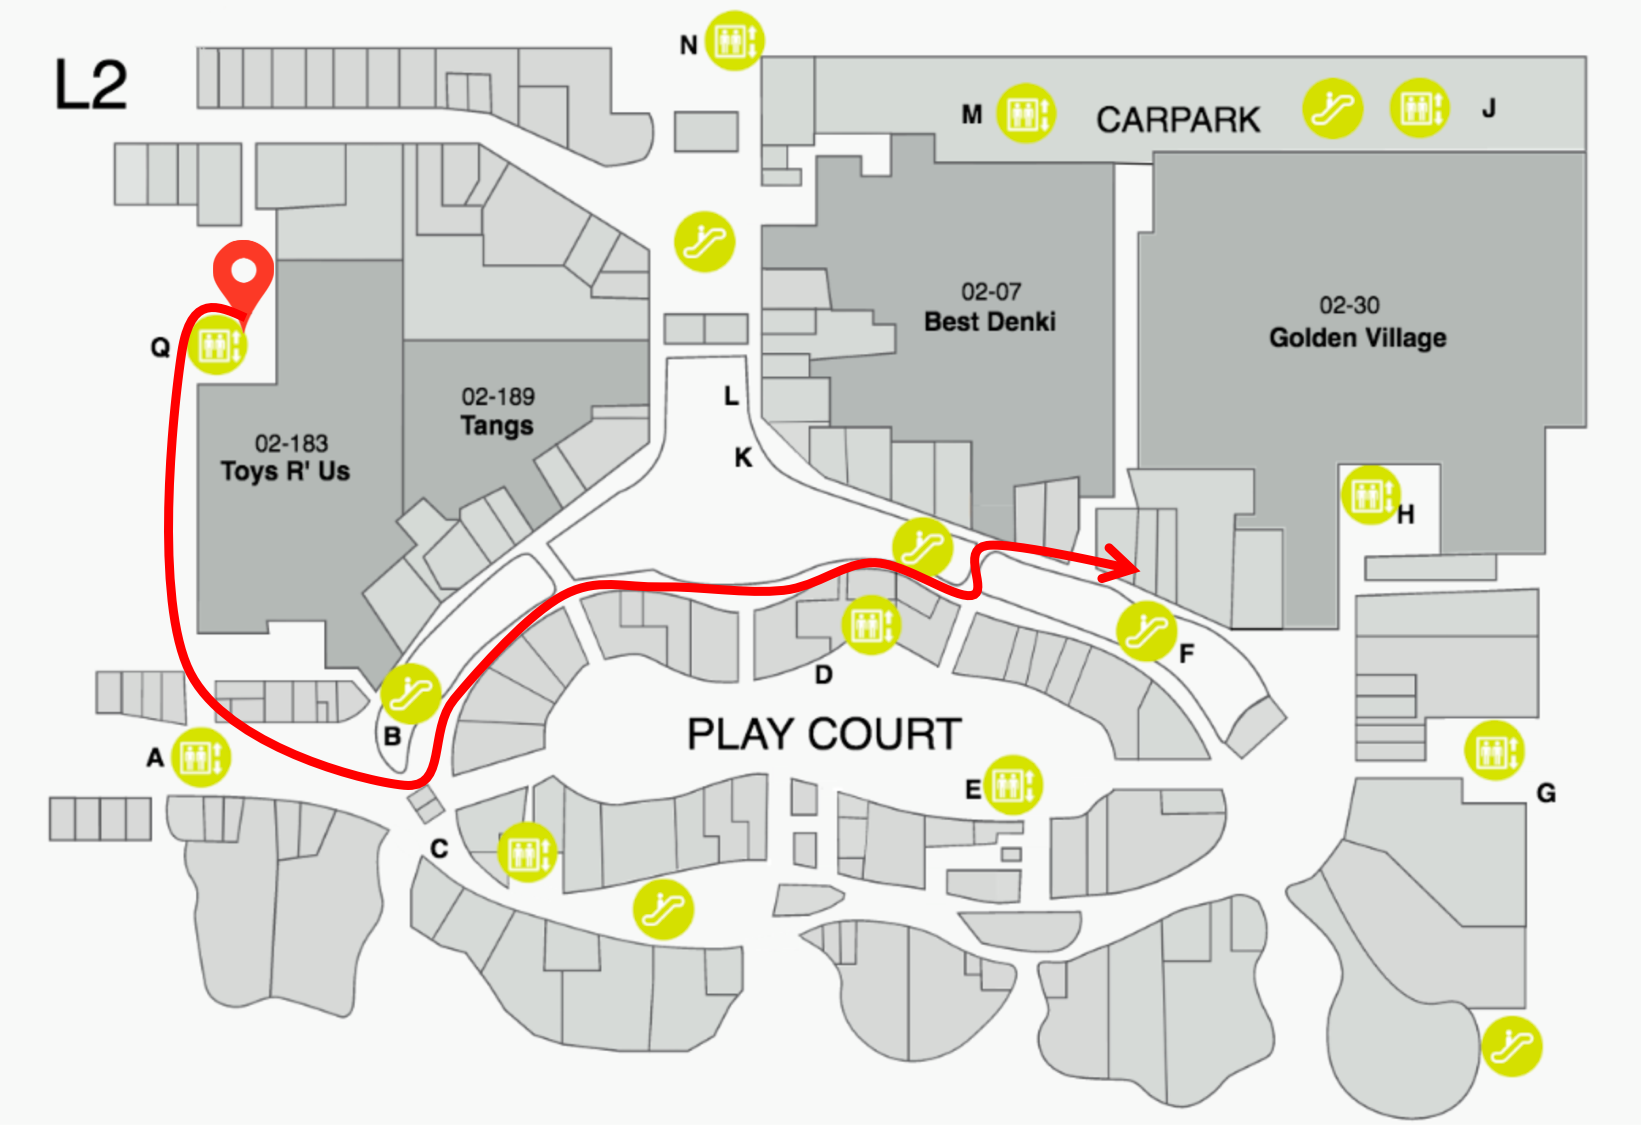 L2
N
M
CARPARK
J
02-07
Best Denki
02-30
Golden Village
Q
02-189
Tangs
L
02-183
Toys R' Us
K
H
F
D
B
PLAY COURT
A
E
G
C